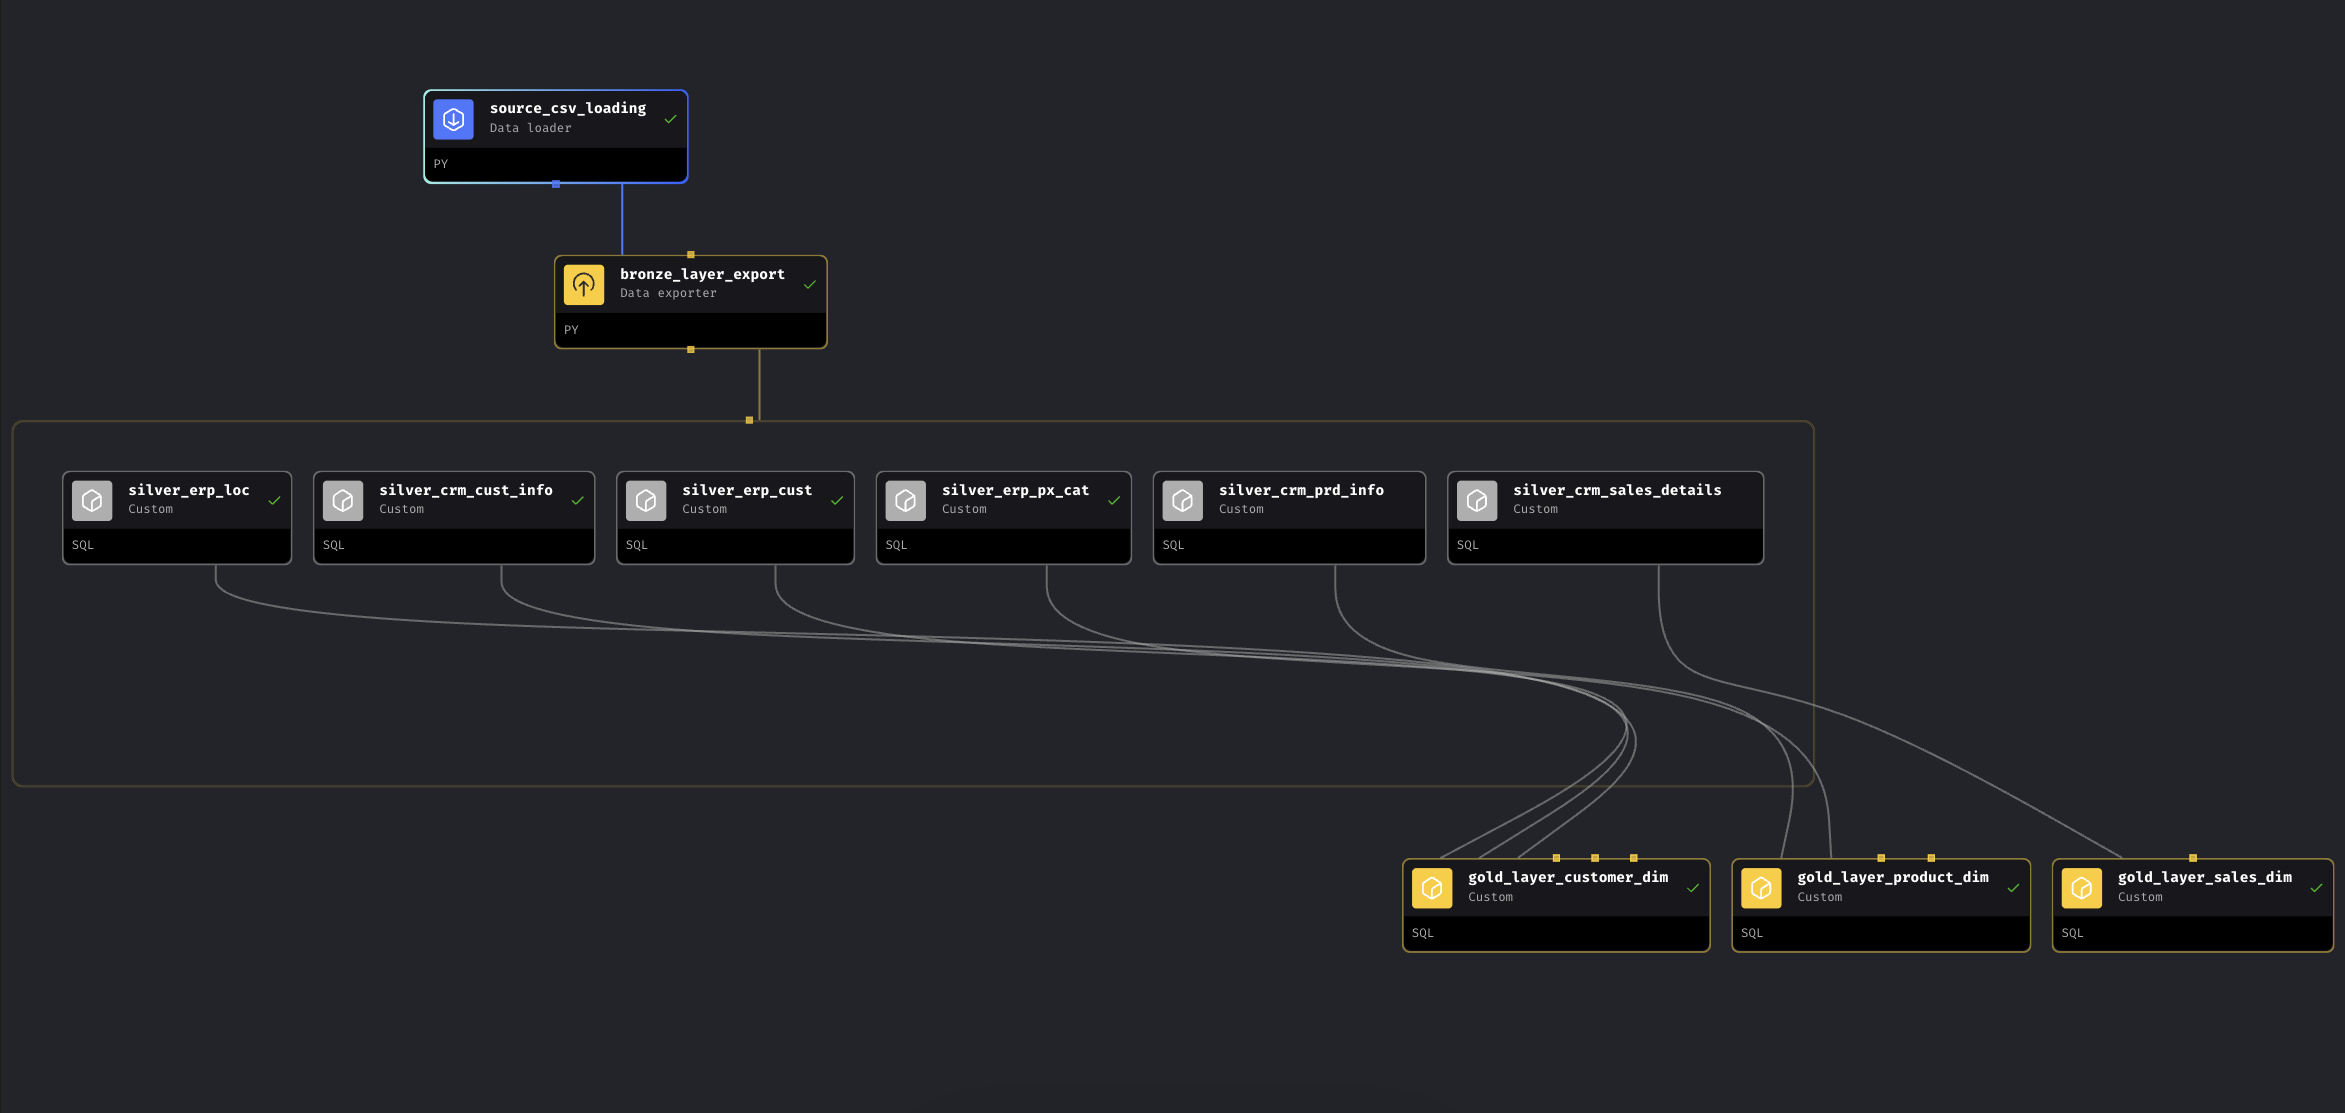 source_csv_loading
Data loader
PY
bronze_layer_export
Data exporter
PY
silver_erp_loc
Custom
SQL
silver_crm_cust_info
Custom
SQL
silver_erp_cust
Custom
SQL
silver_erp_px_cat
Custom
SQL
silver_crm_prd_info
Custom
SQL
silver_crm_sales_details
Custom
SQL
gold_layer_customer_dim
Custom
SQL
gold_layer_product_dim
Custom
SQL
gold_layer_sales_dim
Custom
SQL